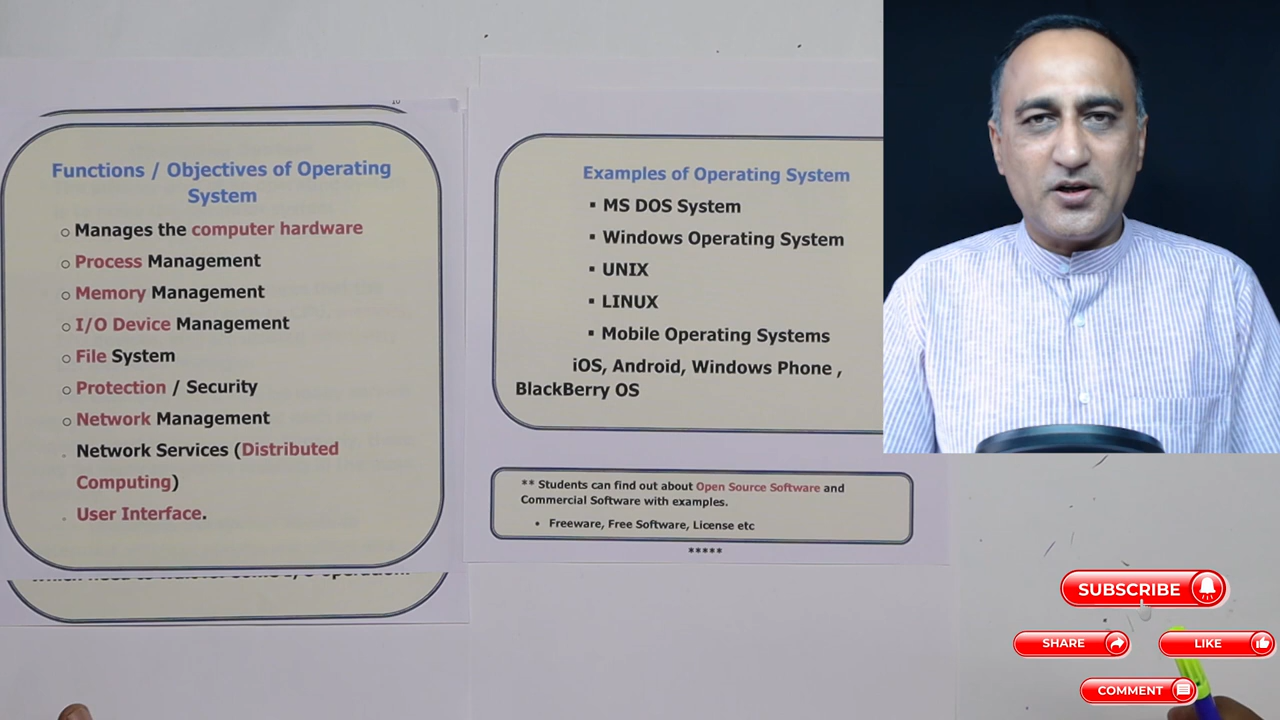 10
Functions / Objectives of Operating
System
Manages the computer hardware
Process Management
Memory Management
I/O Device Management
File System
Protection / Security
Network Management
Network Services (Distributed
Computing)
User Interface.
Examples of Operating System
MS DOS System
Windows Operating System
UNIX
LINUX
Mobile Operating Systems
iOS, Android, Windows Phone ,
BlackBerry OS
** Students can find out about Open Source Software and
Commercial Software with examples.
• Freeware, Free Software, License etc
*****
SUBSCRIBE
SHARE
LIKE
COMMENT